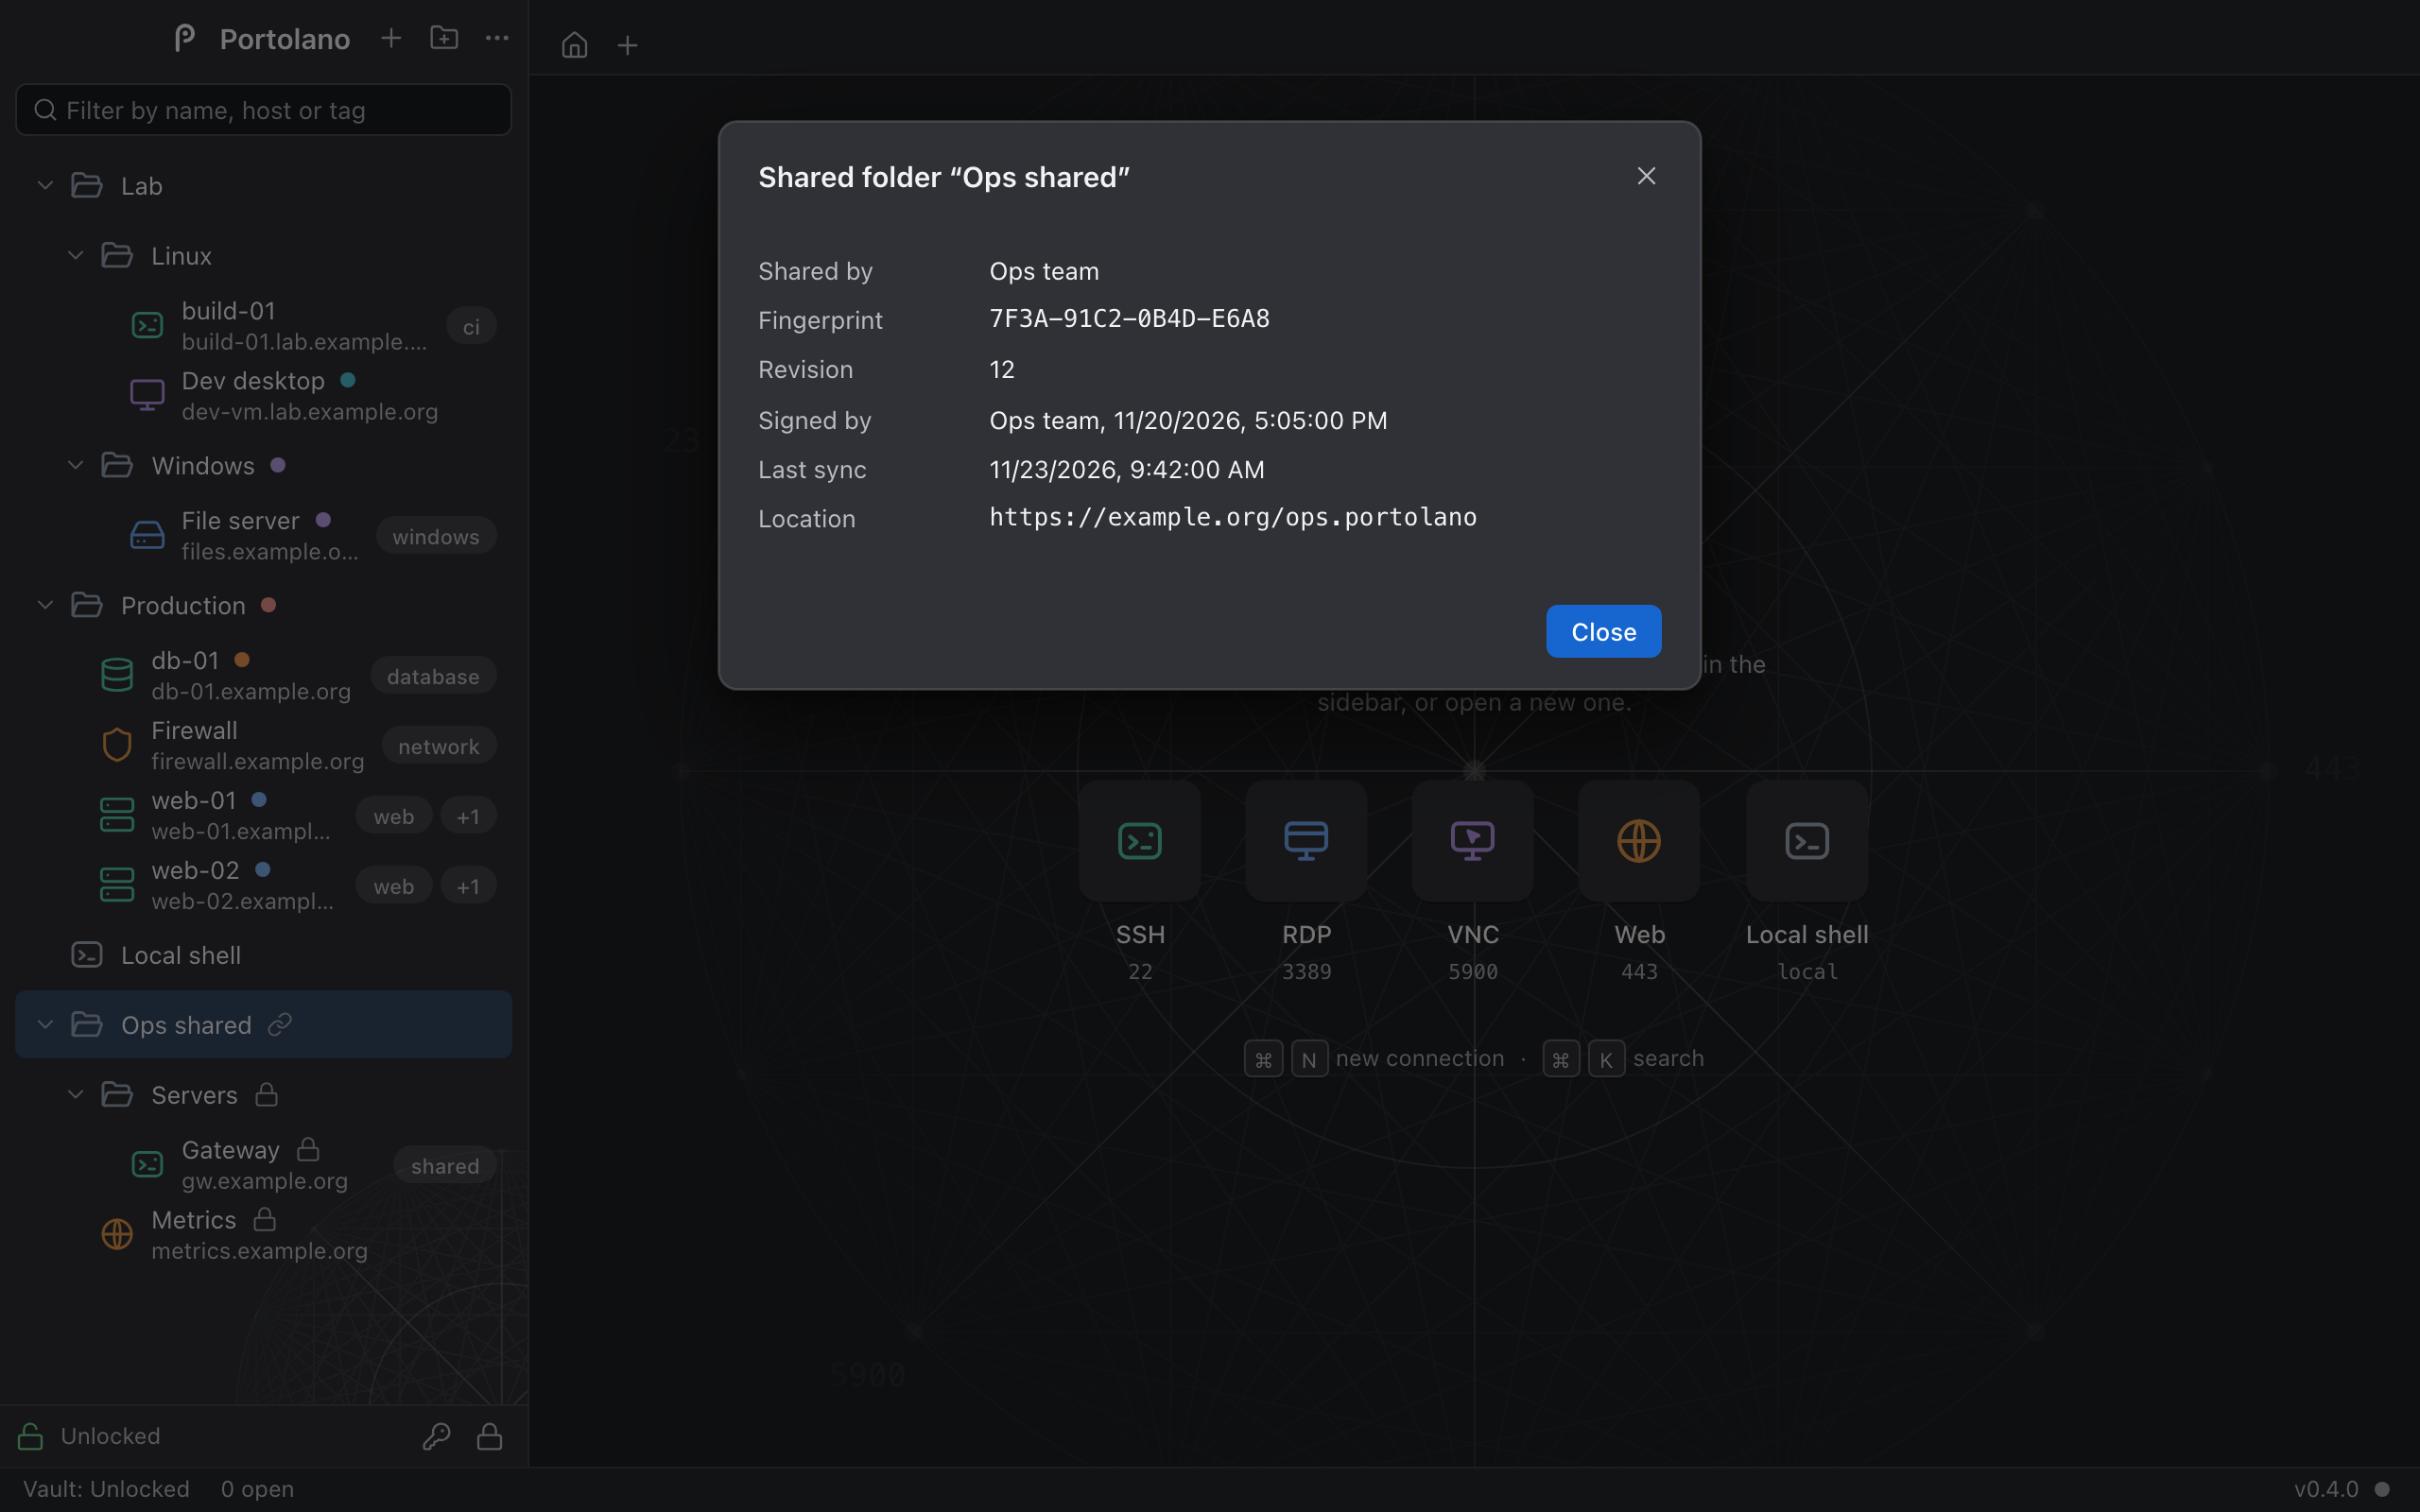 Portolano
Filter by name, host or tag
Lab
Linux
build-01
build-01.lab.example....
ci
Dev desktop
dev-vm.lab.example.org
Windows
File server
files.example.o...
windows
Production
db-01
db-01.example.org
database
Firewall
firewall.example.org
network
web-01
web-01.exampl...
web +1
web-02
web-02.exampl...
web +1
Local shell
Ops shared
Servers
Gateway
gw.example.org
shared
Metrics
metrics.example.org
Unlocked
Vault: Unlocked 0 open
Shared folder “Ops shared”
Shared by Ops team
Fingerprint 7F3A-91C2-0B4D-E6A8
Revision 12
Signed by Ops team, 11/20/2026, 5:05:00 PM
Last sync 11/23/2026, 9:42:00 AM
Location https://example.org/ops.portolano
Close
23
in the
sidebar, or open a new one.
443
SSH RDP VNC Web Local shell
22 3389 5900 443 local
⌘ N new connection · ⌘ K search
5900
v0.4.0